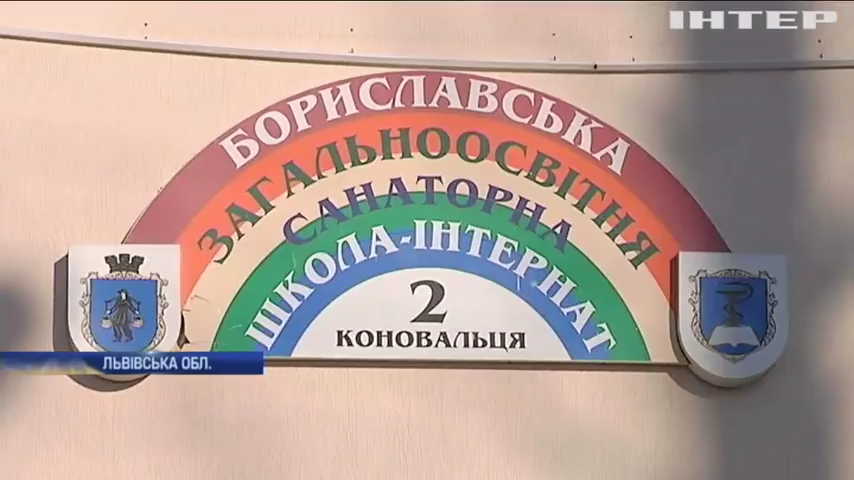 ІНТЕР
БОРИСЛАВСЬКА
ЗАГАЛЬНООСВІТНЯ
САНАТОРНА
ШКОЛА-ІНТЕРНАТ
2
КОНОВАЛЬЦЯ
ЛЬВІВСЬКА ОБЛ.